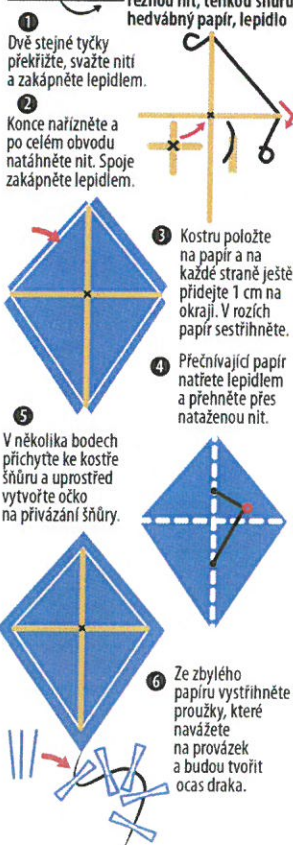 režnou nit, tenkou šňůru
hedvábný papír, lepidlo
1
Dvě stejné tyčky
překřižte, svažte nití
a zakápněte lepidlem.
2
Konce nařízněte a
po celém obvodu
natáhněte nit. Spoje
zakápněte lepidlem.
3 Kostru položte
na papír a na
každé straně ještě
přidejte 1 cm na
okraji. V rozích
papír sestřihněte.
4 Přečnívající papír
natřete lepidlem
a přehněte přes
nataženou nit.
5
V několika bodech
přichyťte ke kostře
šňůru a uprostřed
vytvořte očko
na přivázání šňůry.
6 Ze zbylého
papíru vystřihněte
proužky, které
navážete
na provázek
a budou tvořit
ocas draka.